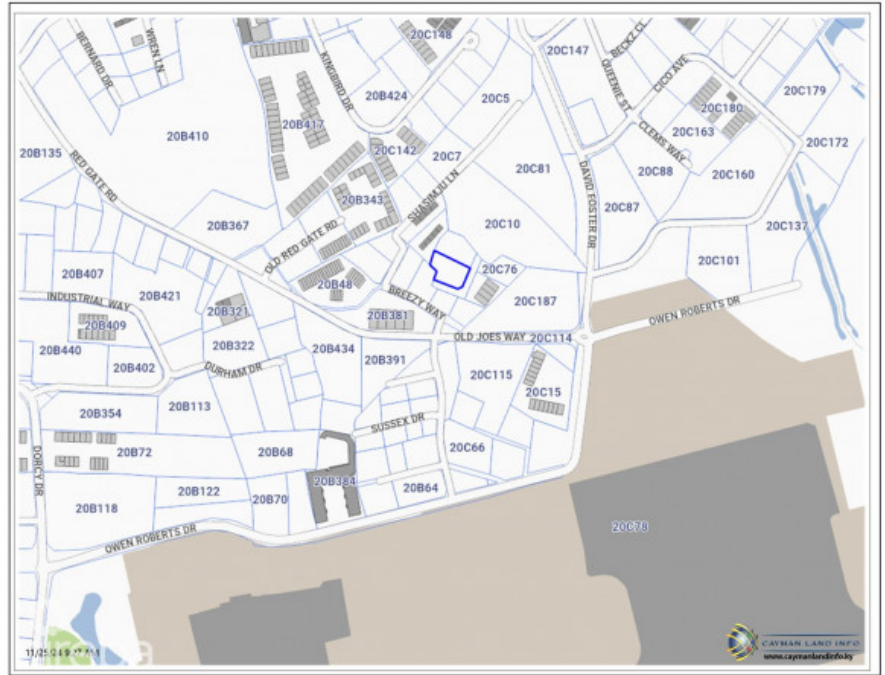 BERNARD DR
WREN LN
KINGBIRD DR
20C148
20C147
BECKZ CL
QUEENIE ST
CICO AVE
20B424
20C5
20C180
20C179
20B410
20B417
20C163
CLEMS WAY
20C172
20B135
RED GATE RD
20C142
20C7
20C81
20C88
20C160
DAVID FOSTER DR
20B343
SHASIMJU LN
20C87
20B367
OLD RED GATE RD
20C10
20C137
20B407
20B48
20C76
20C101
20B421
INDUSTRIAL WAY
BREEZY WAY
20C187
20B321
20B381
OWEN ROBERTS DR
20B409
OLD JOES WAY
20C114
20B440
20B322
20B434
20B391
20B402
DURHAM DR
20C115
20C15
20B354
20B113
SUSSEX DR
20B72
20B68
20C66
DORCY DR
20B384
20B122
20B70
20B64
20B118
20C78
OWEN ROBERTS DR
CAYMAN LAND INFO
www.caymanlandinfo.ky